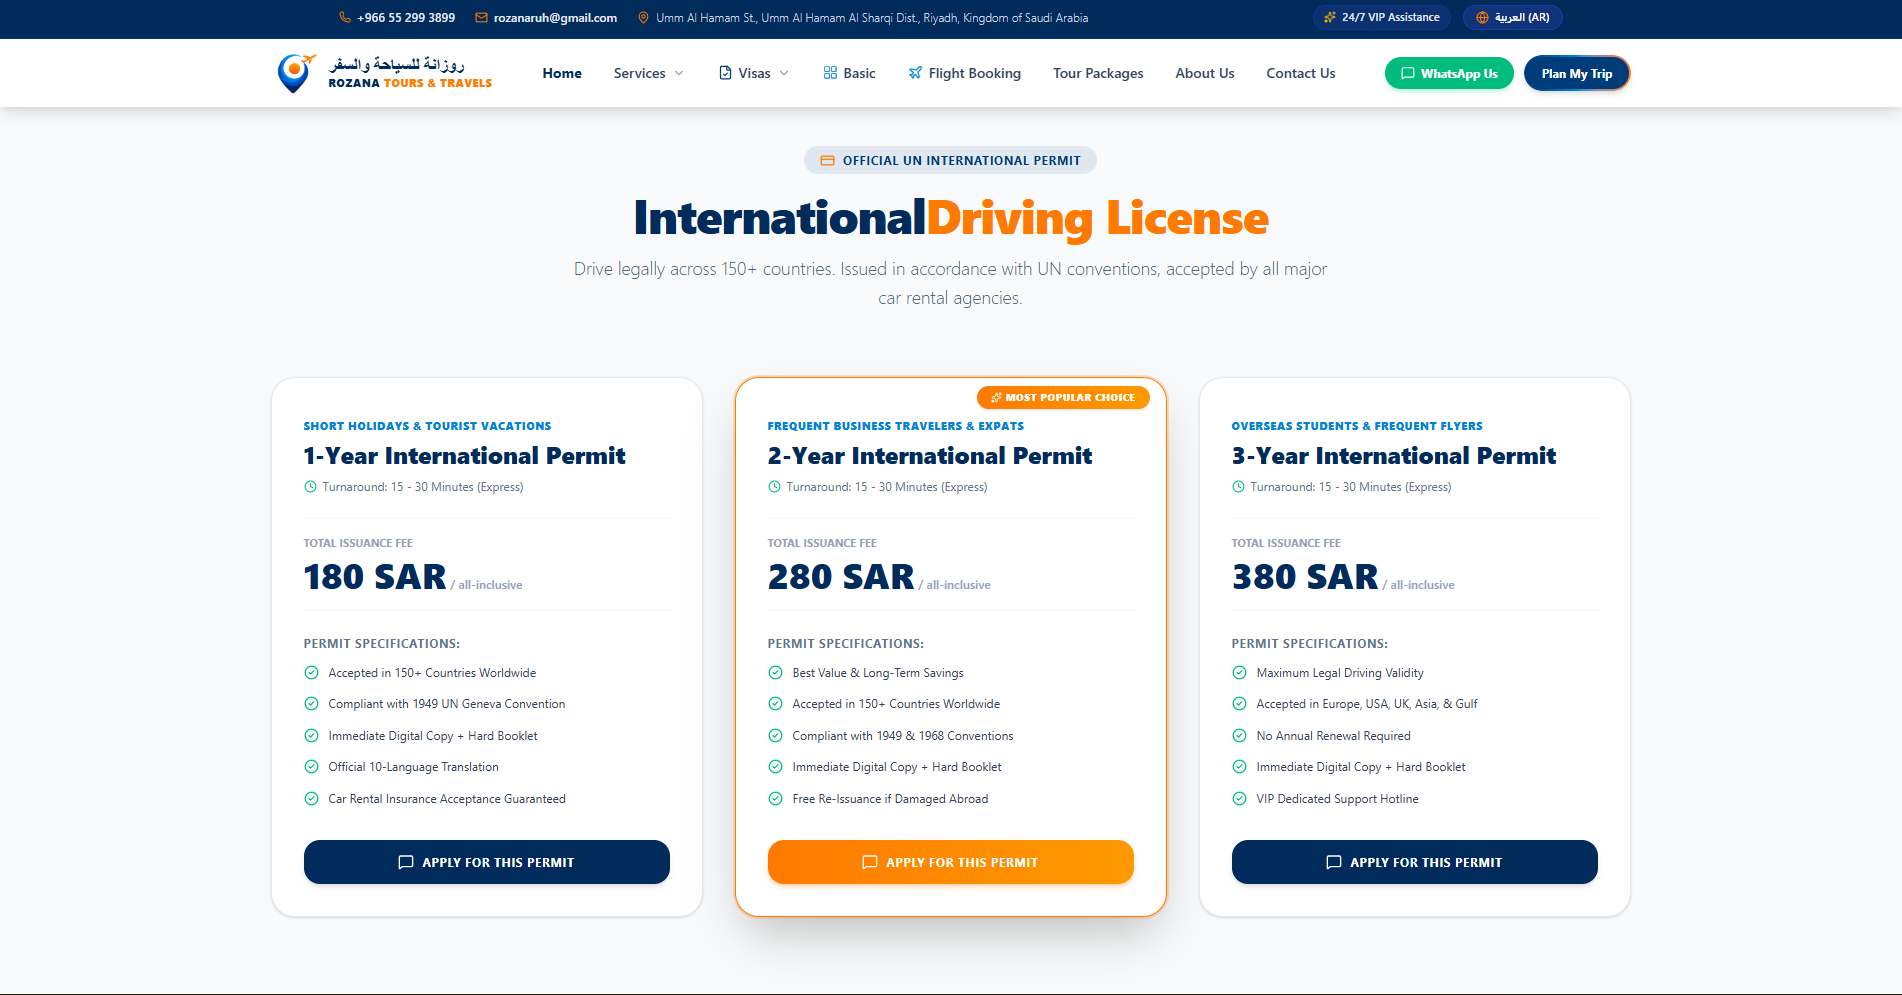 +966 55 299 3899
rozanaruh@gmail.com
Umm Al Hamam St., Umm Al Hamam Al Sharqi Dist., Riyadh, Kingdom of Saudi Arabia
24/7 VIP Assistance
العربية (AR)
روزانة للسياحة والسفر
ROZANA TOURS & TRAVELS
Home
Services
Visas
Basic
Flight Booking
Tour Packages
About Us
Contact Us
WhatsApp Us
Plan My Trip
OFFICIAL UN INTERNATIONAL PERMIT
InternationalDriving License
Drive legally across 150+ countries. Issued in accordance with UN conventions, accepted by all major
car rental agencies.
SHORT HOLIDAYS & TOURIST VACATIONS
1-Year International Permit
Turnaround: 15 - 30 Minutes (Express)
TOTAL ISSUANCE FEE
180 SAR / all-inclusive
PERMIT SPECIFICATIONS:
Accepted in 150+ Countries Worldwide
Compliant with 1949 UN Geneva Convention
Immediate Digital Copy + Hard Booklet
Official 10-Language Translation
Car Rental Insurance Acceptance Guaranteed
APPLY FOR THIS PERMIT
MOST POPULAR CHOICE
FREQUENT BUSINESS TRAVELERS & EXPATS
2-Year International Permit
Turnaround: 15 - 30 Minutes (Express)
TOTAL ISSUANCE FEE
280 SAR / all-inclusive
PERMIT SPECIFICATIONS:
Best Value & Long-Term Savings
Accepted in 150+ Countries Worldwide
Compliant with 1949 & 1968 Conventions
Immediate Digital Copy + Hard Booklet
Free Re-Issuance if Damaged Abroad
APPLY FOR THIS PERMIT
OVERSEAS STUDENTS & FREQUENT FLYERS
3-Year International Permit
Turnaround: 15 - 30 Minutes (Express)
TOTAL ISSUANCE FEE
380 SAR / all-inclusive
PERMIT SPECIFICATIONS:
Maximum Legal Driving Validity
Accepted in Europe, USA, UK, Asia, & Gulf
No Annual Renewal Required
Immediate Digital Copy + Hard Booklet
VIP Dedicated Support Hotline
APPLY FOR THIS PERMIT